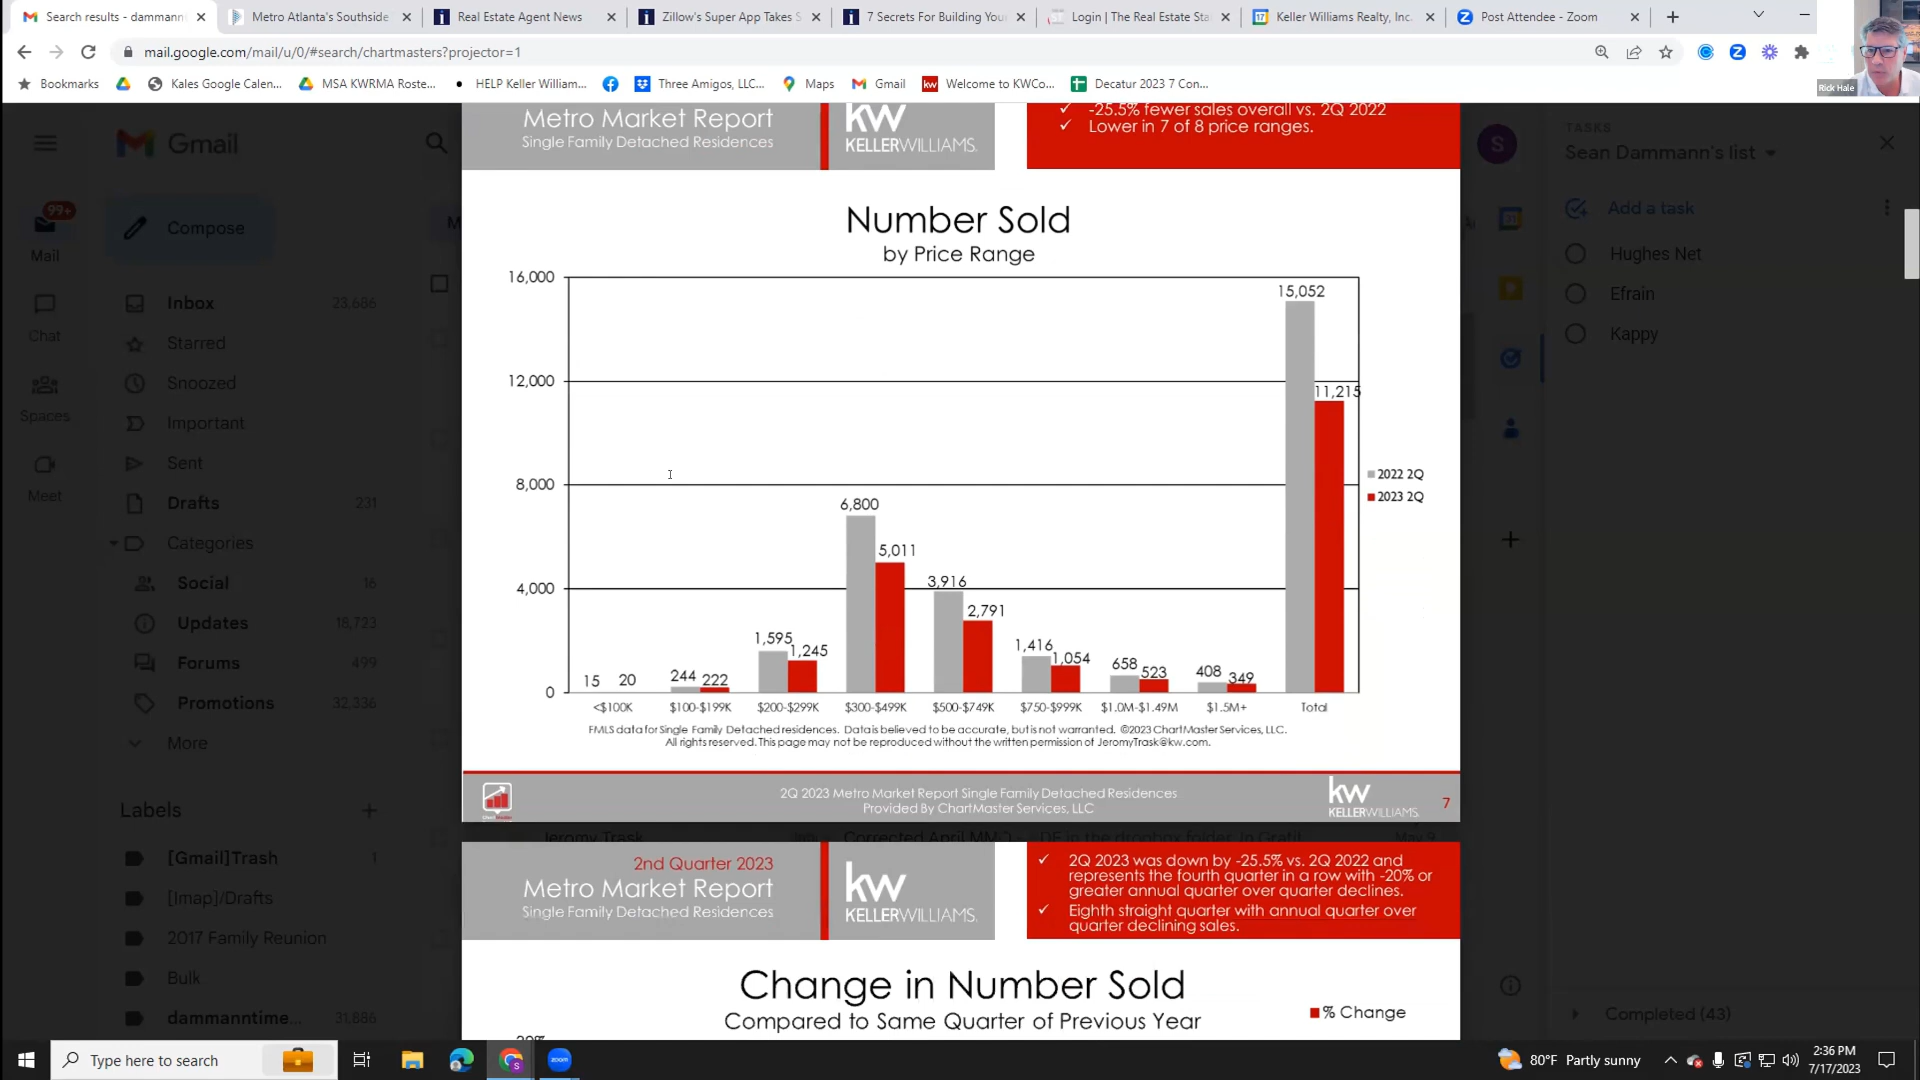 Search results - dammann
Metro Atlanta's Southside
Real Estate Agent News
Zillow's Super App Takes S
7 Secrets For Building You
Login | The Real Estate Sta
Keller Williams Realty, Inc.
Post Attendee - Zoom
mail.google.com/mail/u/0/#search/chartmasters?projector=1
Rick Hale
Bookmarks
Kales Google Calen...
MSA KWRMA Roste...
HELP Keller William...
Three Amigos, LLC...
Maps
Gmail
kw
Welcome to KWCo...
Decatur 2023 7 Con...
Gmail
99+
Mail
Chat
Spaces
Meet
Compose
Inbox 23,686
Starred
Snoozed
Important
Sent
Drafts 231
Categories
Social 16
Updates 18,723
Forums 499
Promotions 32,336
More
Labels
[Gmail]Trash 1
[Imap]/Drafts
2017 Family Reunion
Bulk
dammanntime... 31,886
Metro Market Report
Single Family Detached Residences
kw
KELLERWILLIAMS.
-25.5% fewer sales overall vs. 2Q 2022
Lower in 7 of 8 price ranges.
Number Sold
by Price Range
16,000
12,000
8,000
4,000
0
15 20
244 222
1,595 1,245
6,800 5,011
3,916 2,791
1,416 1,054
658 523
408 349
15,052 11,215
2022 2Q
2023 2Q
<$100K $100-$199K $200-$299K $300-$499K $500-$749K $750-$999K $1.0M-$1.49M $1.5M+ Total
FMLS data for Single Family Detached residences. Data is believed to be accurate, but is not warranted. ©2023 ChartMaster Services, LLC.
All rights reserved. This page may not be reproduced without the written permission of JeromyTrask@kw.com.
2Q 2023 Metro Market Report Single Family Detached Residences
Provided By ChartMaster Services, LLC
kw
KELLERWILLIAMS.
7
Jeromy Trask
May 9
2nd Quarter 2023
Metro Market Report
Single Family Detached Residences
kw
KELLERWILLIAMS.
2Q 2023 was down by -25.5% vs. 2Q 2022 and
represents the fourth quarter in a row with -20% or
greater annual quarter over quarter declines.
Eighth straight quarter with annual quarter over
quarter declining sales.
Change in Number Sold
Compared to Same Quarter of Previous Year
% Change
S
TASKS
Sean Dammann's list
Add a task
Hughes Net
Efrain
Kappy
Completed (43)
31
Type here to search
zoom
80°F Partly sunny
2:36 PM
7/17/2023